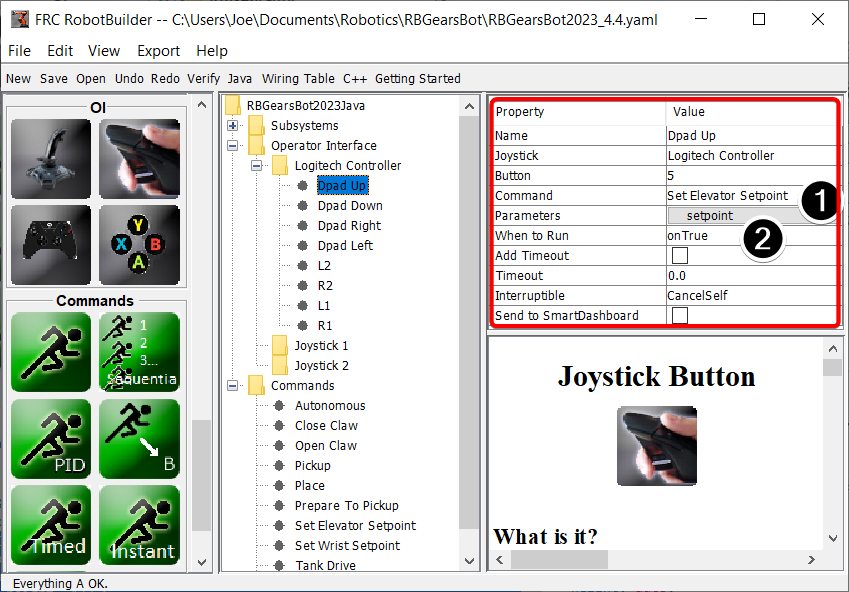 FRC RobotBuilder -- C:\Users\Joe\Documents\Robotics\RBGearsBot\RBGearsBot2023_4.4.yaml
File Edit View Export Help
New Save Open Undo Redo Verify Java Wiring Table C++ Getting Started
OI
Y
X B
A
Commands
1
2
3...
Sequentia
PID
B
Timed
Instant
RBGearsBot2023Java
Subsystems
Operator Interface
Logitech Controller
Dpad Up
Dpad Down
Dpad Right
Dpad Left
L2
R2
L1
R1
Joystick 1
Joystick 2
Commands
Autonomous
Close Claw
Open Claw
Pickup
Place
Prepare To Pickup
Set Elevator Setpoint
Set Wrist Setpoint
Tank Drive
Property Value
Name Dpad Up
Joystick Logitech Controller
Button 5
Command Set Elevator Setpoint
1
Parameters setpoint
When to Run onTrue
2
Add Timeout
Timeout 0.0
Interruptible CancelSelf
Send to SmartDashboard
Joystick Button
What is it?
Everything A OK.